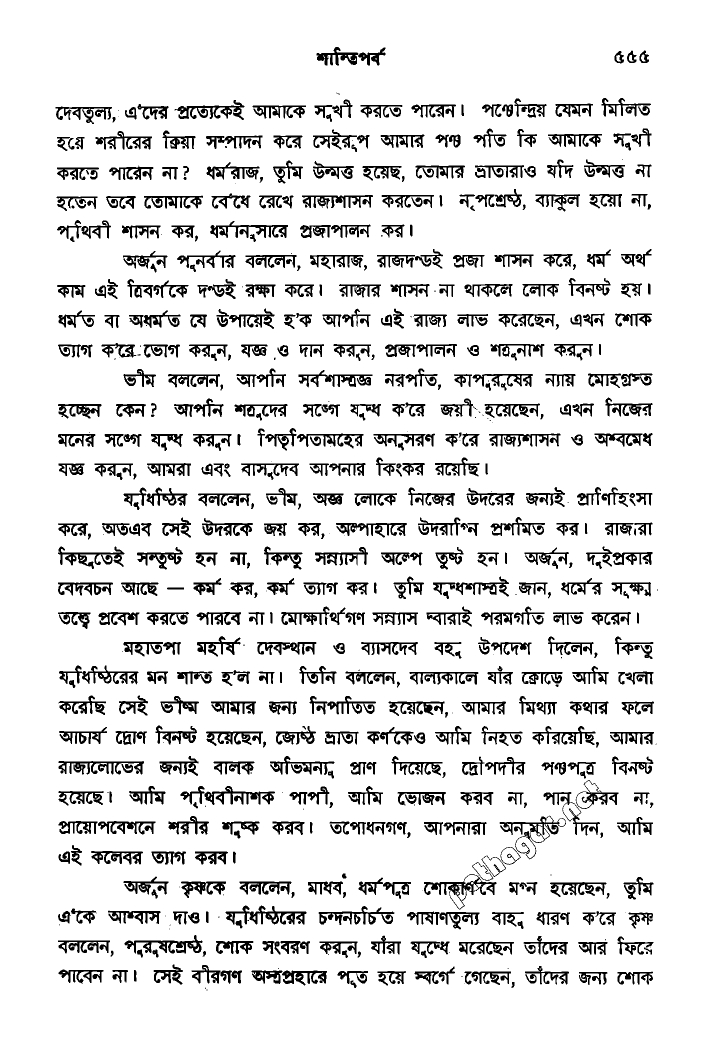 শান্তিপর্ব ৫৫৫
দেবতুল্য, এ'দের প্রত্যেকেই আমাকে সুখী করতে পারেন। পঞ্চেন্দ্রিয় যেমন মিলিত
হয়ে শরীরের ক্রিয়া সম্পাদন করে সেইরূপ আমার পঞ্চ পতি কি আমাকে সুখী
করতে পারেন না? ধর্মরাজ, তুমি উন্মত্ত হয়েছ, তোমার ভ্রাতারাও যদি উন্মত্ত না
হতেন তবে তোমাকে বে'ধে রেখে রাজ্যশাসন করতেন। নৃপশ্রেষ্ঠ, ব্যাকুল হয়ো না,
পৃথিবী শাসন কর, ধর্মানুসারে প্রজাপালন কর।
অর্জুন পুনর্বার বললেন, মহারাজ, রাজদণ্ডই প্রজা শাসন করে, ধর্ম অর্থ
কাম এই ত্রিবর্গকে দণ্ডই রক্ষা করে। রাজার শাসন না থাকলে লোক বিনষ্ট হয়।
ধর্মত বা অধর্মত যে উপায়েই হ'ক আপনি এই রাজ্য লাভ করেছেন, এখন শোক
ত্যাগ ক'রে ভোগ করুন, যজ্ঞ ও দান করুন, প্রজাপালন ও শত্রুনাশ করুন।
ভীম বললেন, আপনি সর্বশাস্ত্রজ্ঞ নরপতি, কাপুরুষের ন্যায় মোহগ্রস্ত
হচ্ছেন কেন? আপনি শত্রুদের সঙ্গে যুদ্ধ ক'রে জয়ী হয়েছেন, এখন নিজের
মনের সঙ্গে যুদ্ধ করুন। পিতৃপিতামহের অনুসরণ ক'রে রাজ্যশাসন ও অশ্বমেধ
যজ্ঞ করুন, আমরা এবং বাসুদেব আপনার কিংকর রয়েছি।
যুধিষ্ঠির বললেন, ভীম, অজ্ঞ লোকে নিজের উদরের জন্যই প্রাণিহিংসা
করে, অতএব সেই উদরকে জয় কর, অল্পাহারে উদরাগ্নি প্রশমিত কর। রাজারা
কিছুতেই সন্তুষ্ট হন না, কিন্তু সন্ন্যাসী অল্পে তুষ্ট হন। অর্জুন, দুইপ্রকার
বেদবচন আছে — কর্ম কর, কর্ম ত্যাগ কর। তুমি যুদ্ধশাস্ত্রই জান, ধর্মের সূক্ষ্ম
তত্ত্বে প্রবেশ করতে পারবে না। মোক্ষার্থিগণ সন্ন্যাস দ্বারাই পরমগতি লাভ করেন।
মহাতপা মহর্ষি দেবস্থান ও ব্যাসদেব বহু উপদেশ দিলেন, কিন্তু
যুধিষ্ঠিরের মন শান্ত হ'ল না। তিনি বললেন, বাল্যকালে যাঁর ক্রোড়ে আমি খেলা
করেছি সেই ভীষ্ম আমার জন্য নিপাতিত হয়েছেন, আমার মিথ্যা কথার ফলে
আচার্য দ্রোণ বিনষ্ট হয়েছেন, জ্যেষ্ঠ ভ্রাতা কর্ণকেও আমি নিহত করিয়েছি, আমার
রাজ্যলোভের জন্যই বালক অভিমন্যু প্রাণ দিয়েছে, দ্রৌপদীর পঞ্চপুত্র বিনষ্ট
হয়েছে। আমি পৃথিবীনাশক পাপী, আমি ভোজন করব না, পান করব না,
প্রায়োপবেশনে শরীর শুষ্ক করব। তপোধনগণ, আপনারা অনুমতি দিন, আমি
এই কলেবর ত্যাগ করব।
অর্জুন কৃষ্ণকে বললেন, মাধব, ধর্মপুত্র শোকার্ণবে মগ্ন হয়েছেন, তুমি
এ'কে আশ্বাস দাও। যুধিষ্ঠিরের চন্দনচর্চিত পাষাণতুল্য বাহু ধারণ ক'রে কৃষ্ণ
বললেন, পুরুষশ্রেষ্ঠ, শোক সংবরণ করুন, যাঁরা যুদ্ধে মরেছেন তাঁদের আর ফিরে
পাবেন না। সেই বীরগণ অস্ত্রপ্রহারে পূত হয়ে স্বর্গে গেছেন, তাঁদের জন্য শোক
pathagar.net